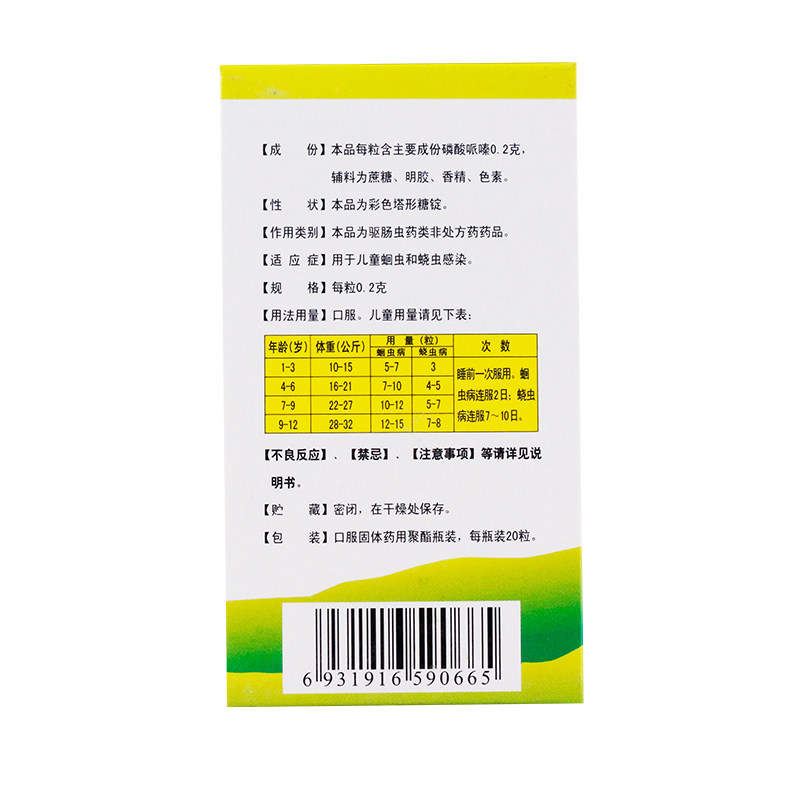 【成 份】本品每粒含主要成份磷酸哌嗪0.2克,
辅料为蔗糖、明胶、香精、色素。
【性 状】本品为彩色塔形糖锭。
【作用类别】本品为驱肠虫药类非处方药药品。
【适 应 症】用于儿童蛔虫和蛲虫感染。
【规 格】每粒0.2克
【用法用量】口服。儿童用量请见下表:
年龄(岁) 体重(公斤) 用 量(粒) 次 数
蛔虫病 蛲虫病
1-3 10-15 5-7 3
4-6 16-21 7-10 4-5
7-9 22-27 10-12 5-7
9-12 28-32 12-15 7-8
睡前一次服用。蛔
虫病连服2日; 蛲虫
病连服7～10日。
【不良反应】、【禁忌】、【注意事项】等请详见说
明书。
【贮 藏】密闭, 在干燥处保存。
【包 装】口服固体药用聚酯瓶装, 每瓶装20粒。
6 931916 590665